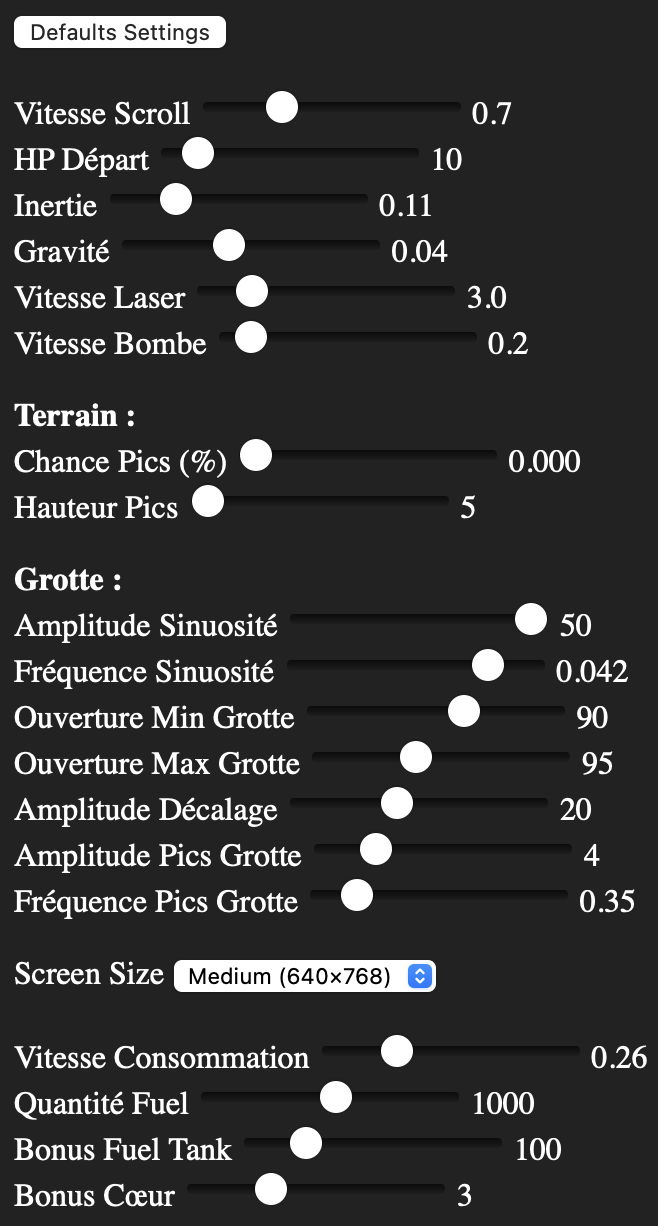 Defaults Settings
Vitesse Scroll 0.7
HP Départ 10
Inertie 0.11
Gravité 0.04
Vitesse Laser 3.0
Vitesse Bombe 0.2
Terrain :
Chance Pics (%) 0.000
Hauteur Pics 5
Grotte :
Amplitude Sinuosité 50
Fréquence Sinuosité 0.042
Ouverture Min Grotte 90
Ouverture Max Grotte 95
Amplitude Décalage 20
Amplitude Pics Grotte 4
Fréquence Pics Grotte 0.35
Screen Size Medium (640×768)
Vitesse Consommation 0.26
Quantité Fuel 1000
Bonus Fuel Tank 100
Bonus Cœur 3